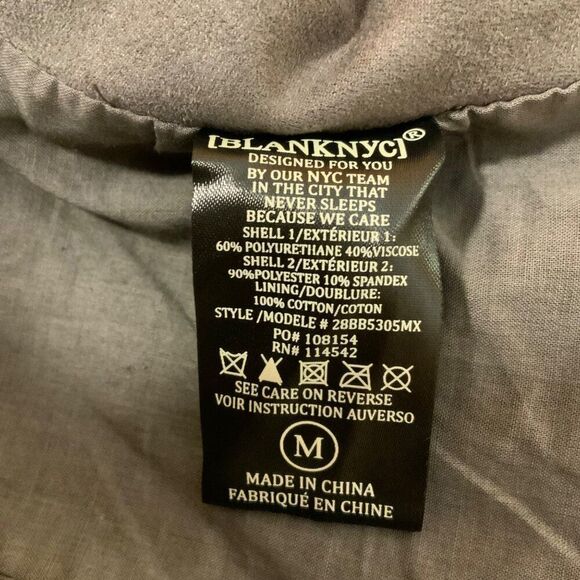 [BLANKNYC]®
DESIGNED FOR YOU
BY OUR NYC TEAM
IN THE CITY THAT
NEVER SLEEPS
BECAUSE WE CARE
SHELL 1/EXTÉRIEUR 1:
60% POLYURETHANE 40%VISCOSE
SHELL 2/EXTÉRIEUR 2:
90%POLYESTER 10% SPANDEX
LINING/DOUBLURE:
100% COTTON/COTON
STYLE /MODELE # 28BB5305MX
PO# 108154
RN# 114542
SEE CARE ON REVERSE
VOIR INSTRUCTION AUVERSO
M
MADE IN CHINA
FABRIQUÉ EN CHINE